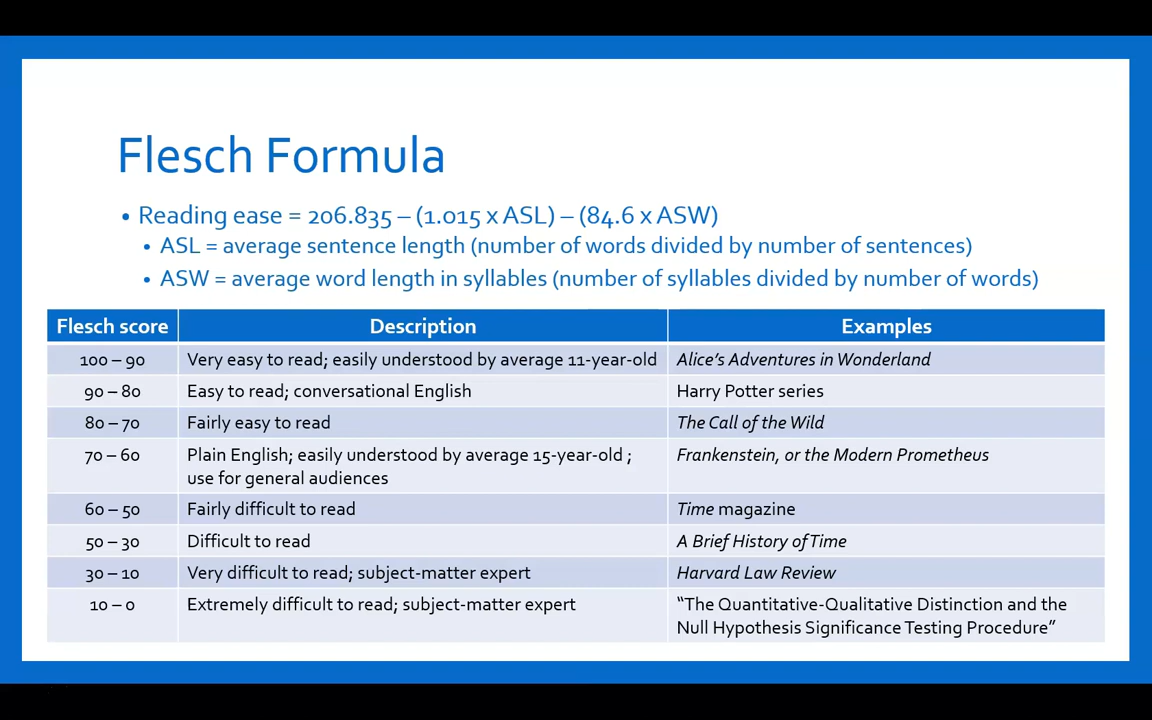 Flesch Formula
• Reading ease = 206.835 – (1.015 x ASL) – (84.6 x ASW)
• ASL = average sentence length (number of words divided by number of sentences)
• ASW = average word length in syllables (number of syllables divided by number of words)
Flesch score Description Examples
100 – 90 Very easy to read; easily understood by average 11-year-old Alice's Adventures in Wonderland
90 – 80 Easy to read; conversational English Harry Potter series
80 – 70 Fairly easy to read The Call of the Wild
70 – 60 Plain English; easily understood by average 15-year-old ; Frankenstein, or the Modern Prometheus
use for general audiences
60 – 50 Fairly difficult to read Time magazine
50 – 30 Difficult to read A Brief History of Time
30 – 10 Very difficult to read; subject-matter expert Harvard Law Review
10 – 0 Extremely difficult to read; subject-matter expert “The Quantitative-Qualitative Distinction and the
Null Hypothesis Significance Testing Procedure”